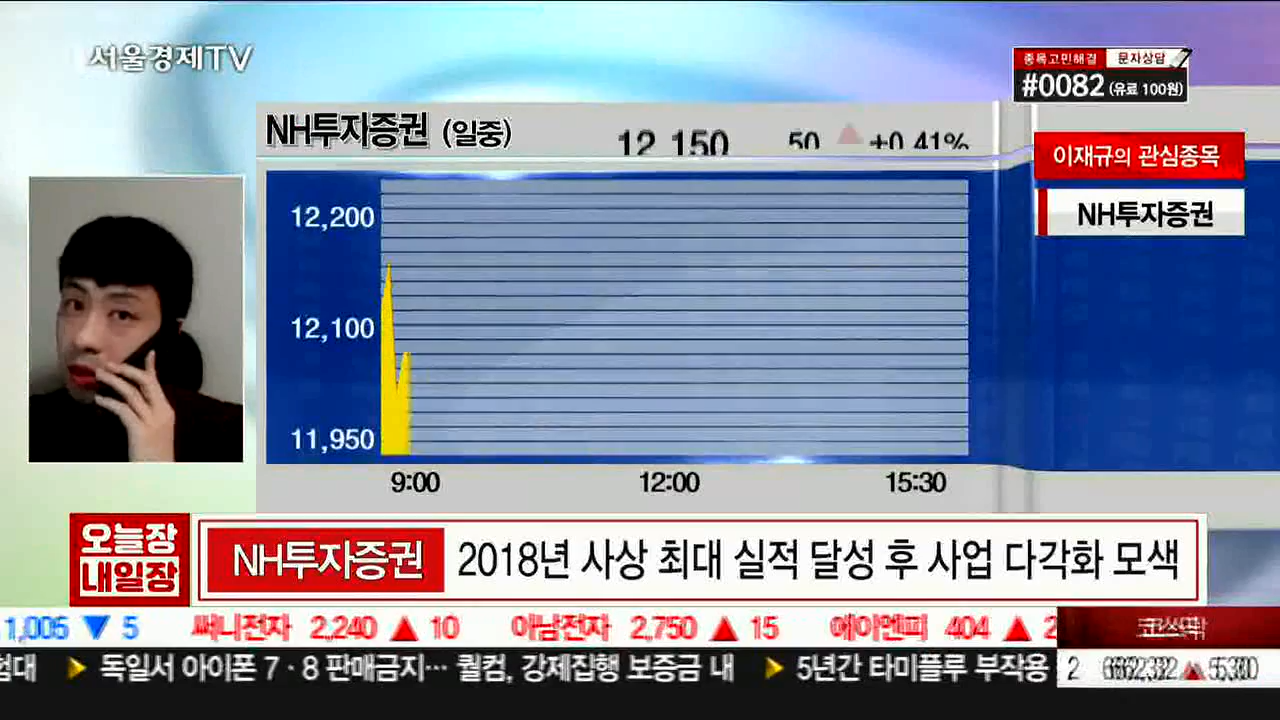 서울경제TV
종목고민해결 문자상담
#0082 (유료 100원)
NH투자증권 (일중) 12,150 50 ▲ +0.41%
이재규의 관심종목
NH투자증권
12,200
12,100
11,950
9:00 12:00 15:30
오늘장
내일장
NH투자증권 2018년 사상 최대 실적 달성 후 사업 다각화 모색
1,005 ▼ 5 써니전자 2,240 ▲ 10 아남전자 2,750 ▲ 15 에이엔피 404 ▲ 2
험대 ▶ 독일서 아이폰 7·8 판매금지… 퀄컴, 강제집행 보증금 내 ▶ 5년간 타미플루 부작용